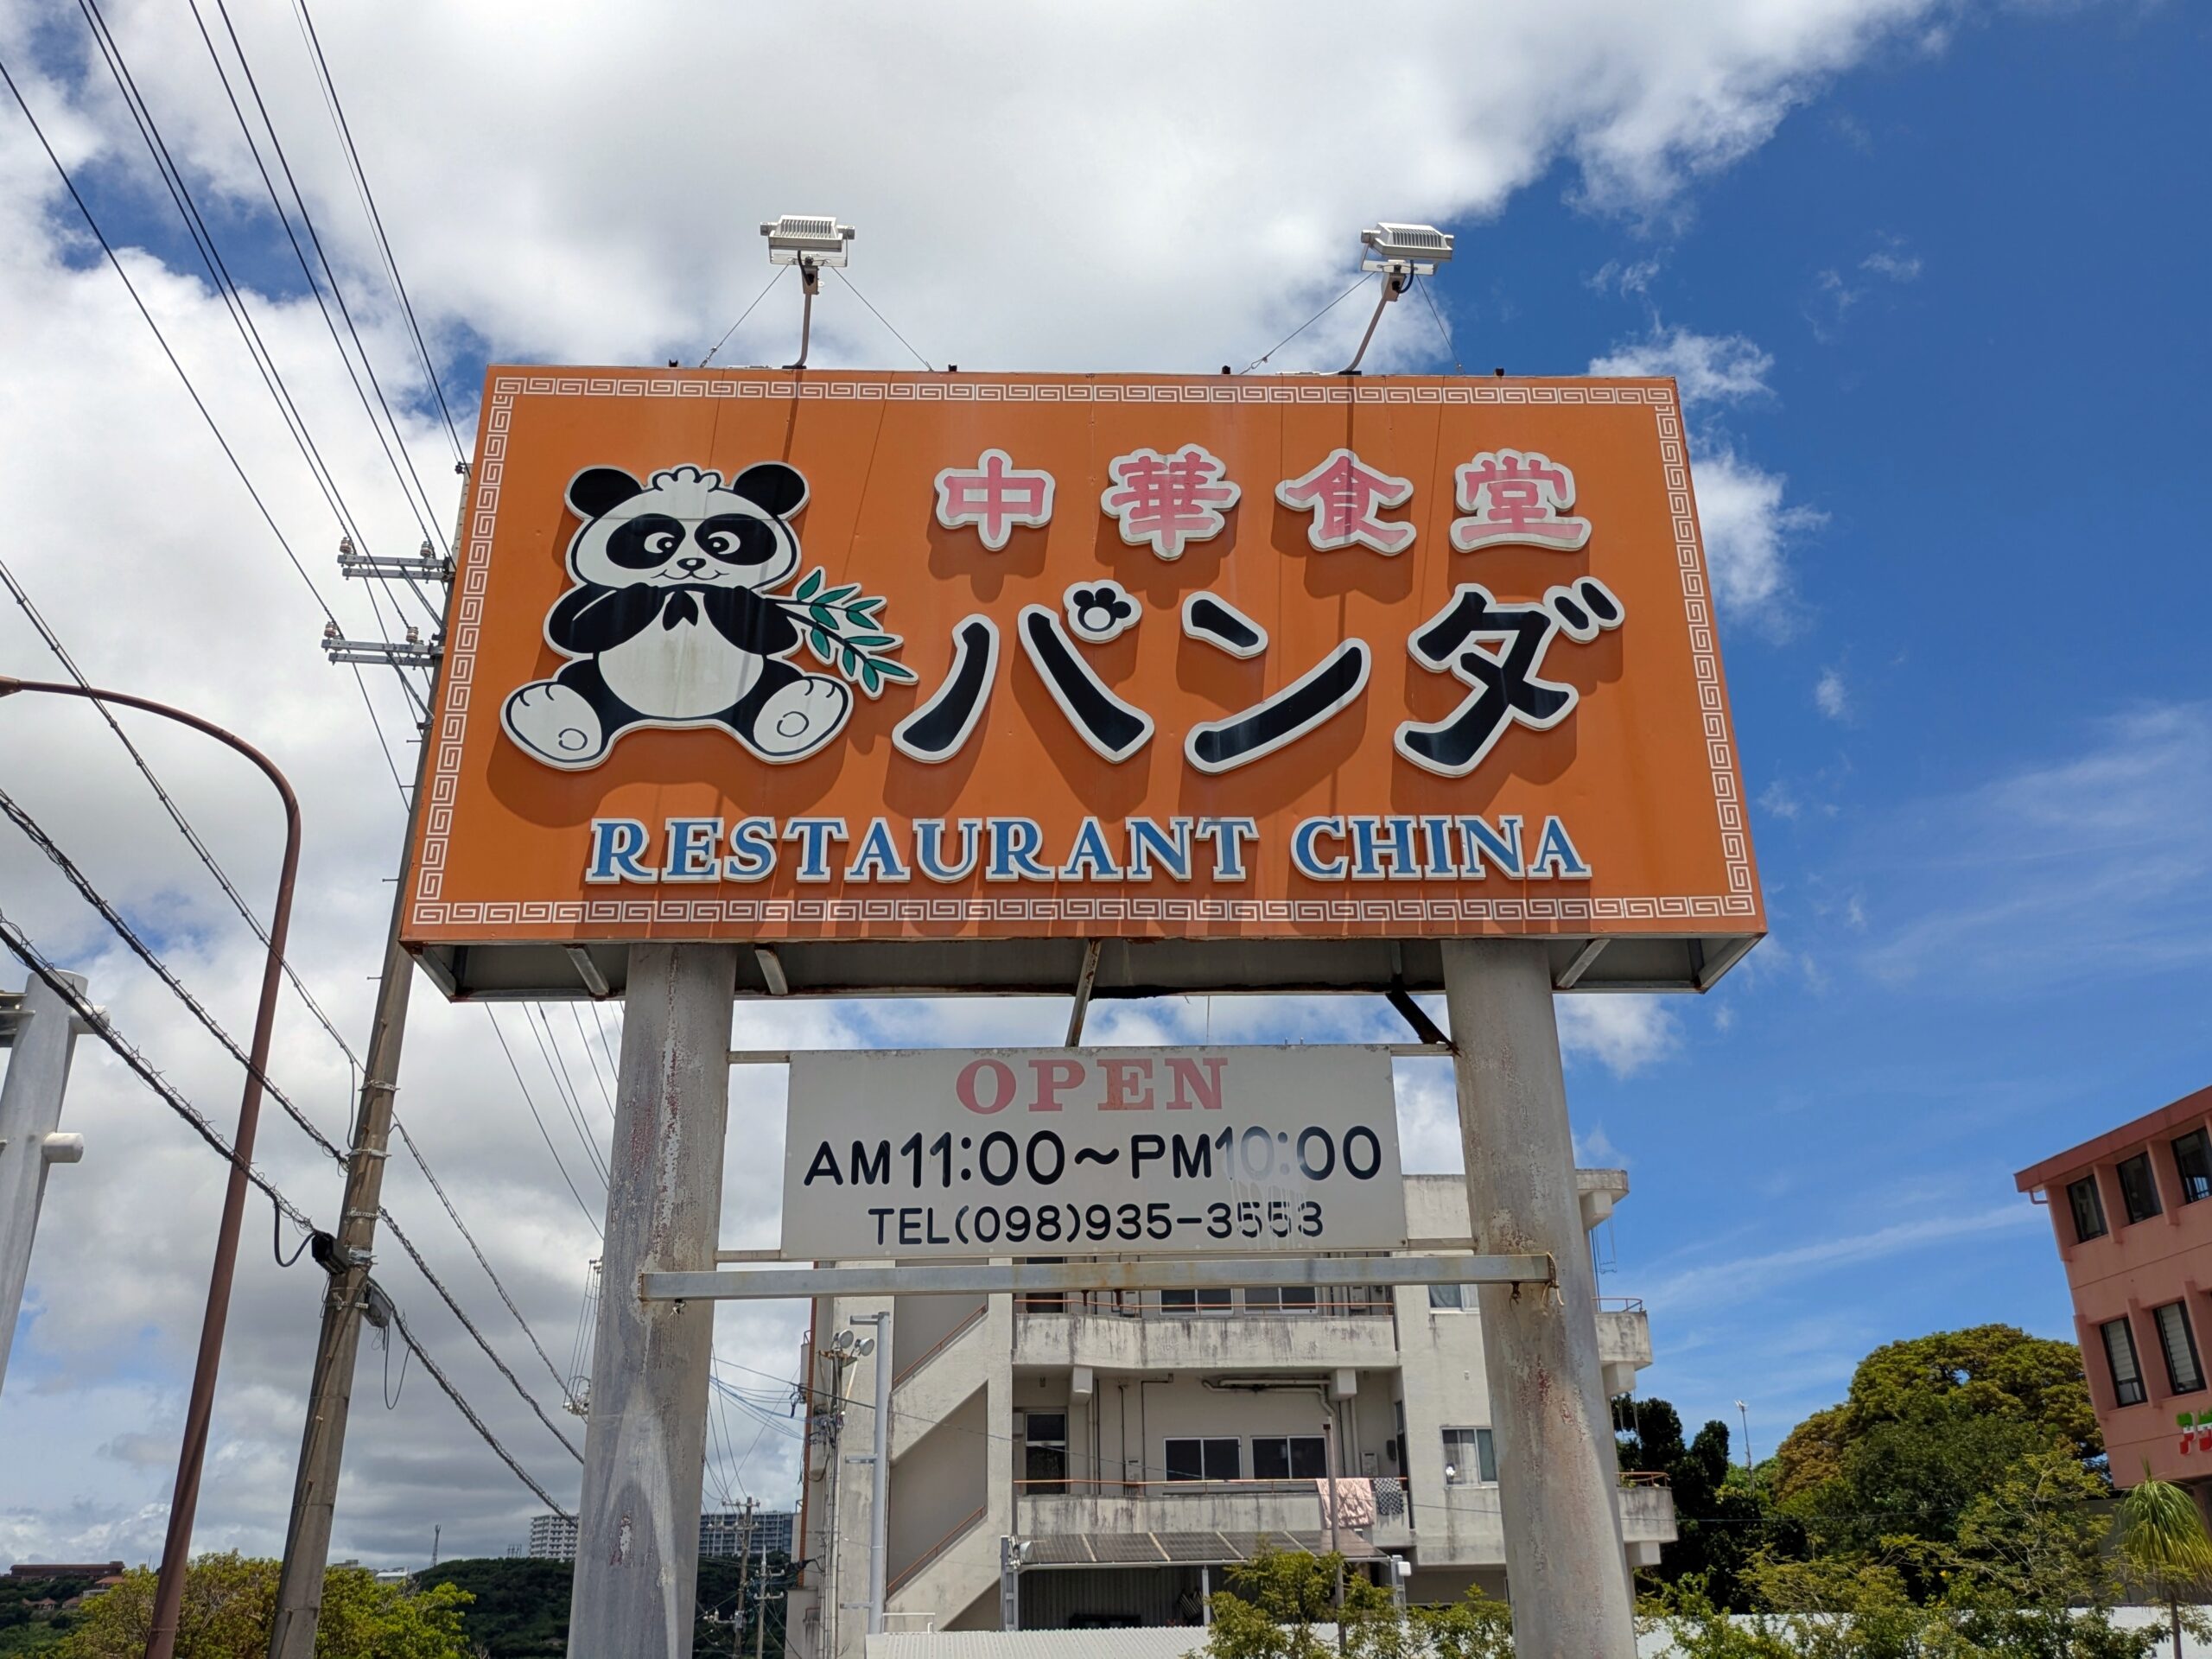 中華食堂
パンダ
RESTAURANT CHINA
OPEN
AM11:00～PM10:00
TEL(098)935-3553